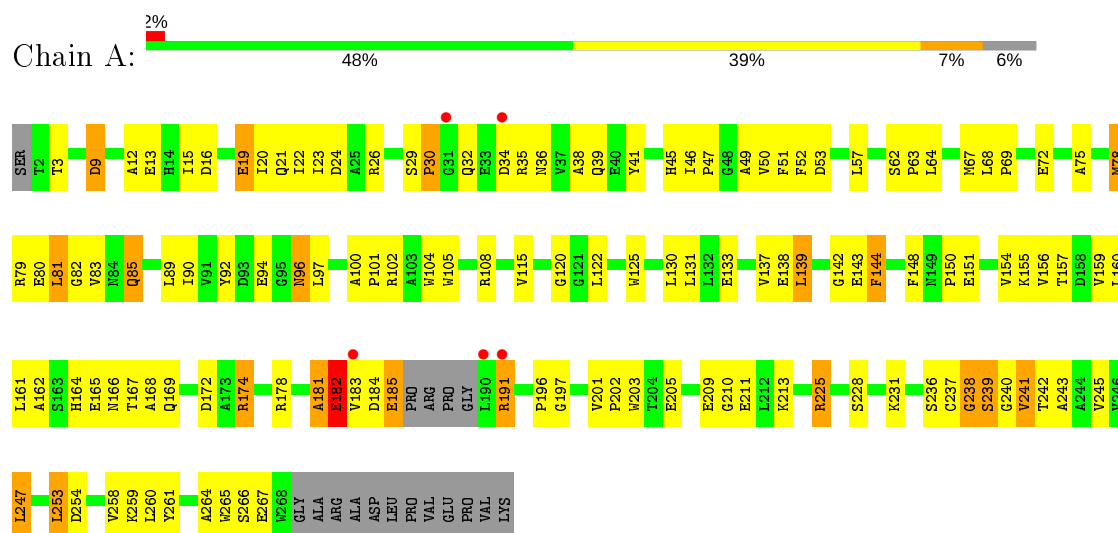 2%
Chain A:
48% 39% 7% 6%
SER T2 T3 D9 A12 E13 H14 I15 D16 E19 I20 Q21 I22 I23 D24 A25 R26 S29 P30 G31 Q32 E33 D34 R35 N36 V37 A38 Q39 E40 Y41 H45 I46 P47 G48 A49 V50 F51 F52 D53 L57 S62 P63 L64 M67 L68 P69 E72 A75 M78
R79 E80 L81 G82 V83 N84 Q85 L89 I90 V91 Y92 D93 E94 G95 N96 L97 A100 P101 R102 A103 W104 W105 R108 V115 G120 G121 L122 W125 L130 L131 L132 E133 V137 E138 L139 G142 E143 F144 F148 N149 P150 E151 V154 K155 V156 T157 D158 V159 L160
L161 A162 S163 H164 E165 N166 T167 A168 Q169 D172 A173 R174 R178 A181 E182 V183 D184 E185 PRO ARG PRO GLY L190 R191 P196 G197 V201 P202 W203 T204 E205 E209 G210 E211 L212 K213 R225 S228 K231 S236 C237 G238 S239 G240 V241 T242 A243 A244 V245 V246
L247 L253 D254 V258 K259 L260 Y261 A264 W265 S266 E267 W268 GLY ALA ARG ALA ASP LEU PRO VAL GLU PRO VAL LYS